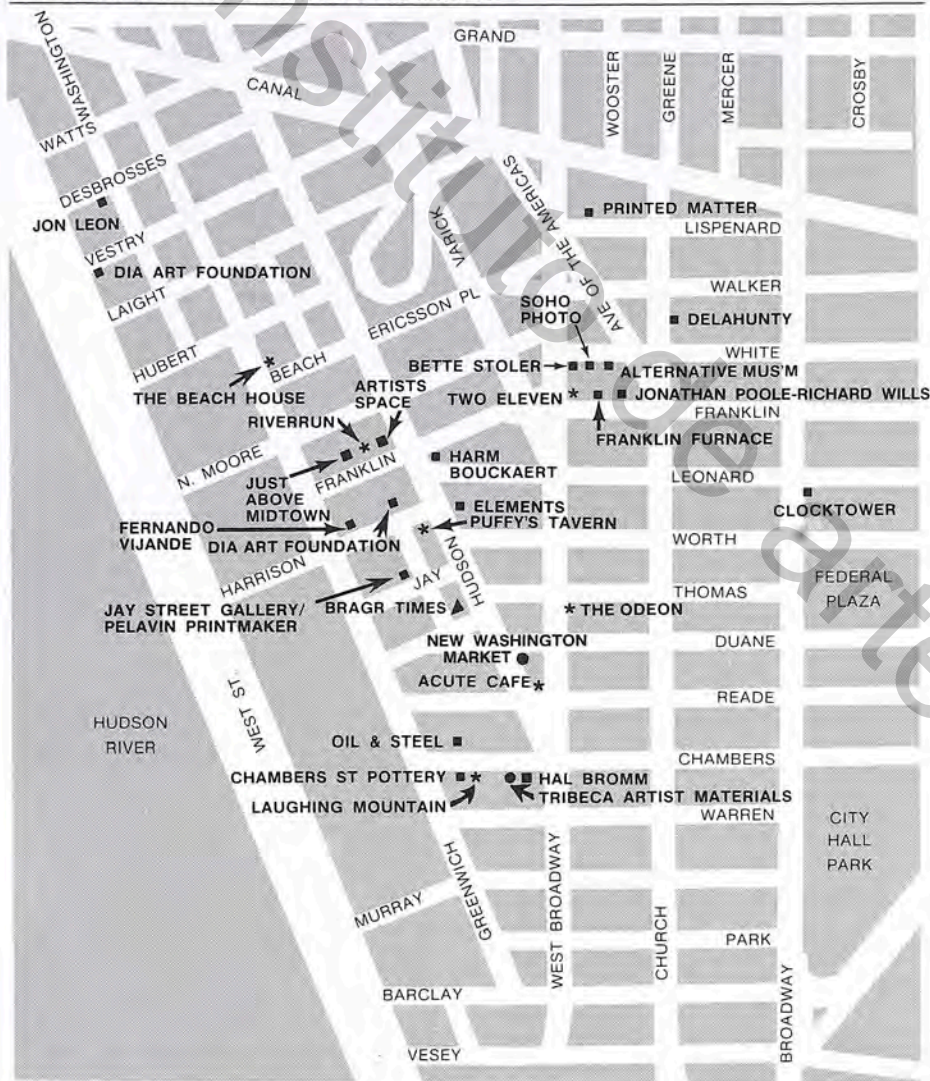 GRAND
WASHINGTON
CANAL
WOOSTER
GREENE
MERCER
CROSBY
WATTS
DESBROSSES
JON LEON
AVE OF THE AMERICAS
PRINTED MATTER
LISPENARD
VARICK
VESTRY
DIA ART FOUNDATION
LAIGHT
WALKER
ERICSSON PL
SOHO
PHOTO
DELAHUNTY
HUBERT
BEACH
WHITE
BETTE STOLER
ALTERNATIVE MUS'M
THE BEACH HOUSE
ARTISTS
SPACE
TWO ELEVEN
JONATHAN POOLE-RICHARD WILLS
FRANKLIN
RIVERRUN
FRANKLIN FURNACE
N. MOORE
FRANKLIN
HARM
BOUCKAERT
JUST
ABOVE
MIDTOWN
LEONARD
CLOCKTOWER
ELEMENTS
PUFFY'S TAVERN
FERNANDO
VIJANDE
DIA ART FOUNDATION
WORTH
HARRISON
JAY
HUDSON
THOMAS
FEDERAL
PLAZA
JAY STREET GALLERY/
PELAVIN PRINTMAKER
BRAGR TIMES
THE ODEON
NEW WASHINGTON
MARKET
DUANE
ACUTE CAFE
READE
WEST ST.
HUDSON
RIVER
OIL & STEEL
CHAMBERS
CHAMBERS ST POTTERY
HAL BROMM
LAUGHING MOUNTAIN
TRIBECA ARTIST MATERIALS
WARREN
CITY
HALL
PARK
GREENWICH
WEST BROADWAY
CHURCH
MURRAY
PARK
BROADWAY
BARCLAY
VESEY